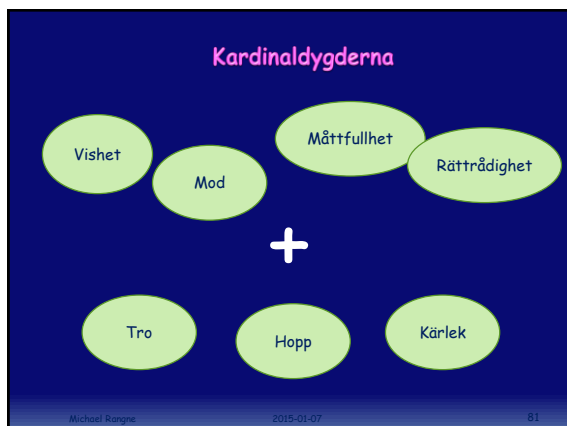 Kardinaldygderna
Vishet
Mod
Måttfullhet
Rättrådighet
+
Tro
Hopp
Kärlek
Michael Rangne 2015-01-07 81